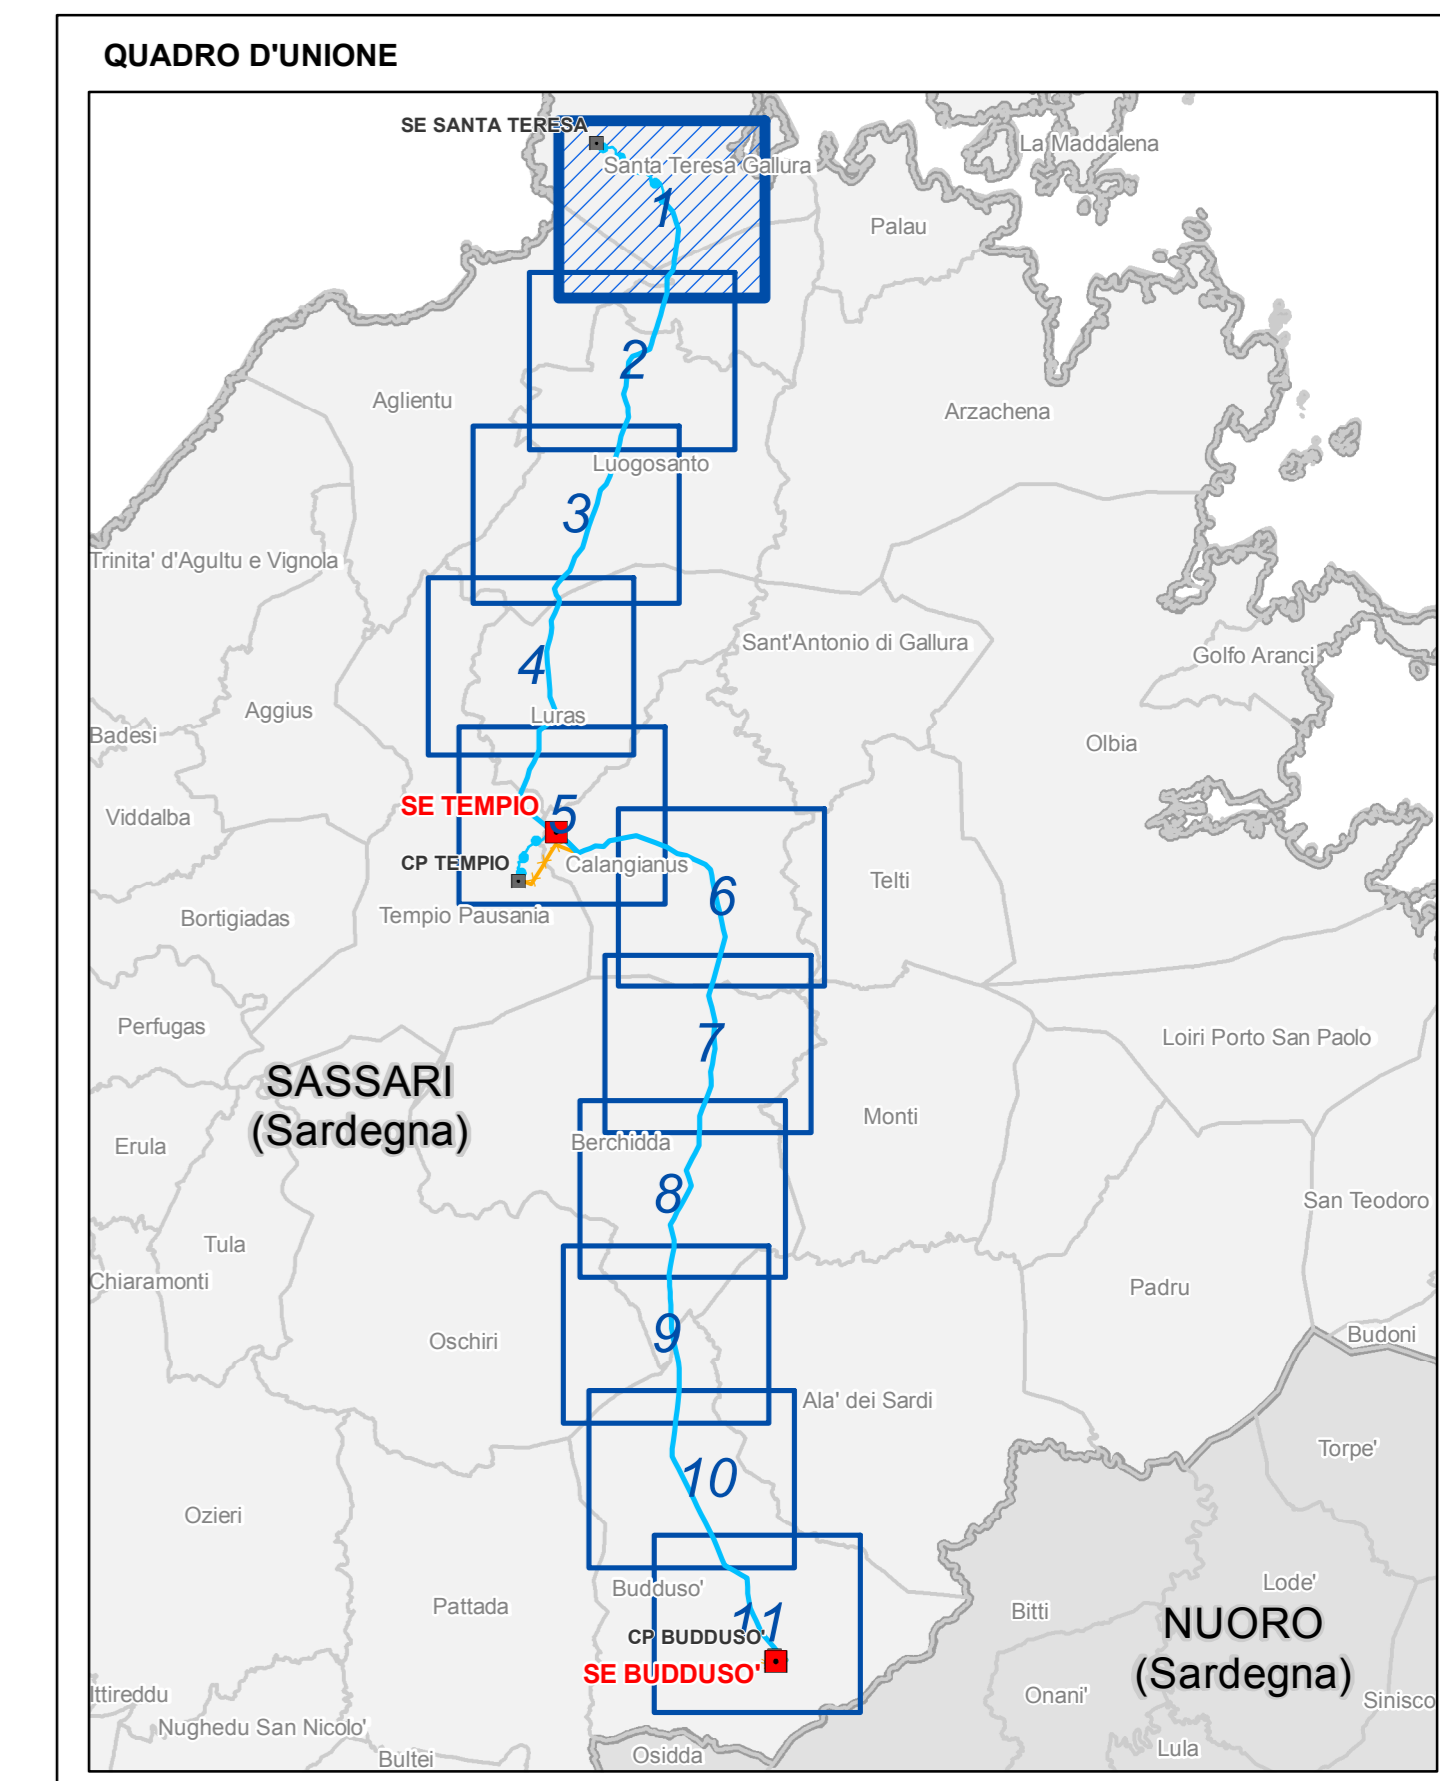 QUADRO D'UNIONE
SE SANTA TERESA
La Maddalena
Santa Teresa Gallura
1
Palau
2
Aglientu
Arzachena
Luogosanto
3
Trinita' d'Agultu e Vignola
Sant'Antonio di Gallura
Golfo Aranci
4
Aggius
Luras
Badesi
Olbia
SE TEMPIO
5
Viddalba
CP TEMPIO
Calangianus
Telti
6
Bortigiadas
Tempio Pausania
Perfugas
7
Loiri Porto San Paolo
SASSARI
(Sardegna)
Monti
Erula
Berchidda
8
San Teodoro
Tula
Chiaramonti
Padru
9
Oschiri
Budoni
Ala' dei Sardi
Torpe'
10
Ozieri
Lode'
Budduso'
Pattada
Bitti
11
NUORO
(Sardegna)
CP BUDDUSO'
SE BUDDUSO'
Ittireddu
Onani'
Sinisco
Nughedu San Nicolo'
Lula
Osidda
Bultei